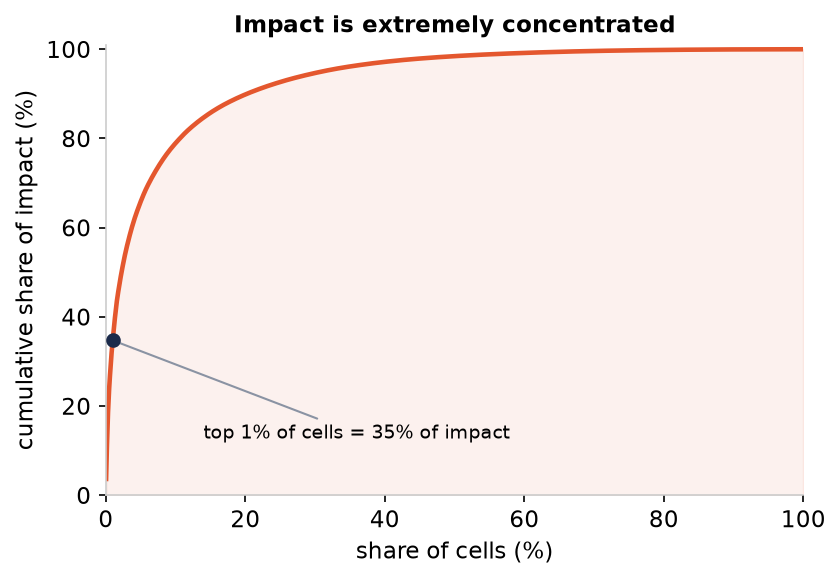 Impact is extremely concentrated
cumulative share of impact (%)
100
80
60
40
20
0
top 1% of cells = 35% of impact
0 20 40 60 80 100
share of cells (%)